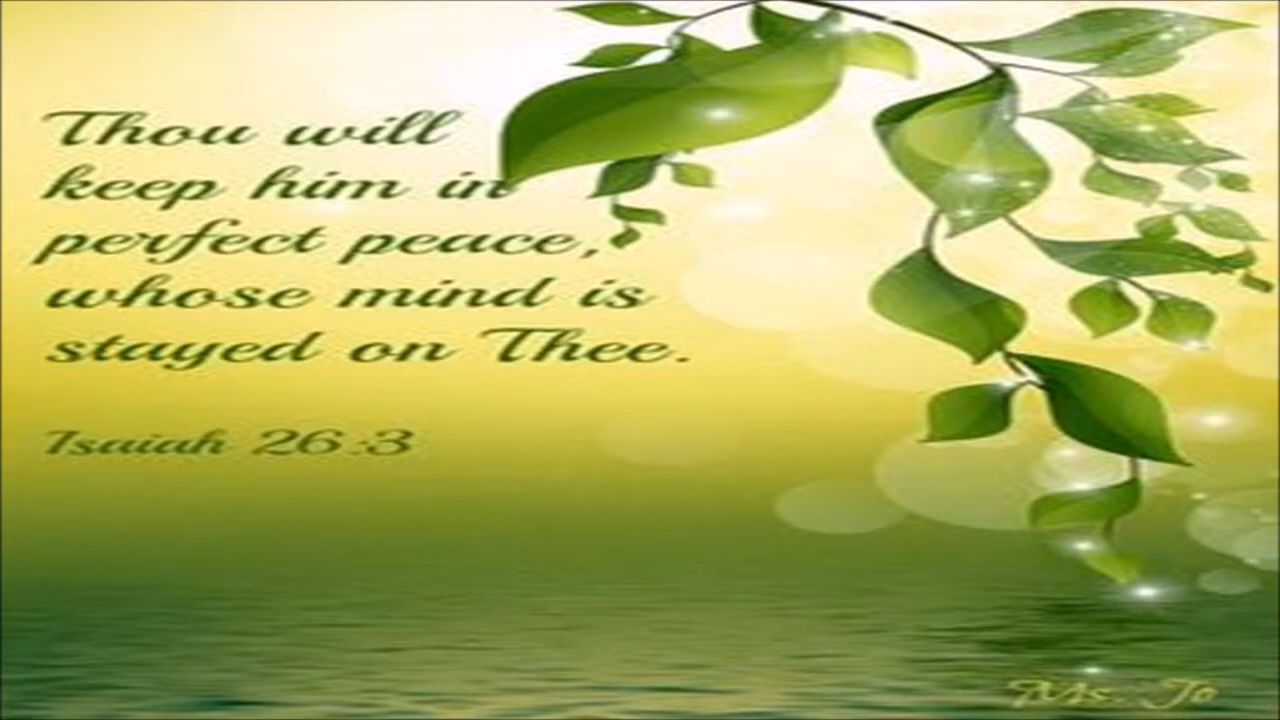 Thou will
keep him in
perfect peace,
whose mind is
stayed on Thee.
Isaiah 26:3
Ms. Jo